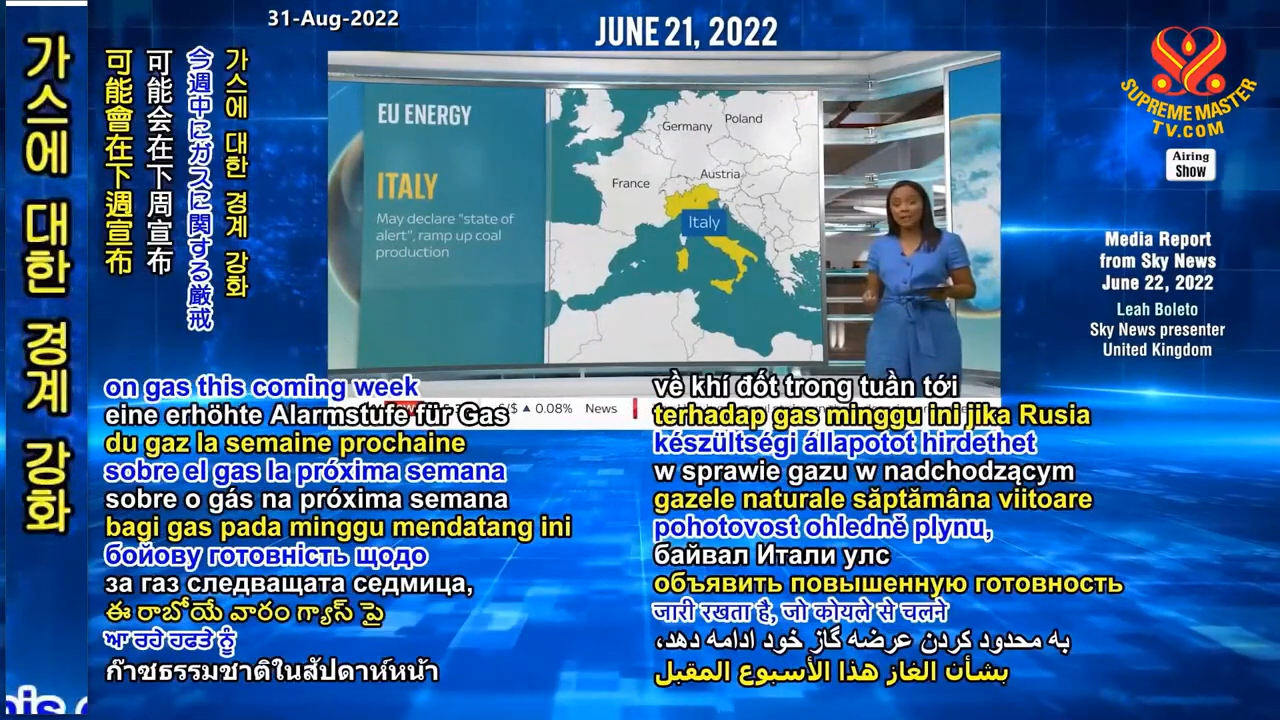 31-Aug-2022
JUNE 21, 2022
SUPREME MASTER
TV.COM
Airing
Show
Media Report
from Sky News
June 22, 2022
Leah Boleto
Sky News presenter
United Kingdom
EU ENERGY
ITALY
May declare "state of
alert", ramp up coal
production
Germany
Poland
France
Austria
Italy
0.08% News
가스에 대한 경계 강화
可能會在下週宣布
可能会在下周宣布
今週中にガスに関する厳戒
가스에 대한 경계 강화
on gas this coming week
eine erhöhte Alarmstufe für Gas
du gaz la semaine prochaine
sobre el gas la próxima semana
sobre o gás na próxima semana
bagi gas pada minggu mendatang ini
бойову готовність щодо
за газ следващата седмица,
ఈ రాబోయే వారం గ్యాస్ పై
ਆ ਰਹੇ ਹਫਤੇ ਨੂੰ
ก๊าซธรรมชาติในสัปดาห์หน้า
về khí đốt trong tuần tới
terhadap gas minggu ini jika Rusia
készültségi állapotot hirdethet
w sprawie gazu w nadchodzącym
gazele naturale săptămâna viitoare
pohotovost ohledně plynu,
байвал Итали улс
объявить повышенную готовность
जारी रखता है, जो कोयले से चलने
به محدود کردن عرضه گاز خود ادامه دهد،
بشأن الغاز هذا الأسبوع المقبل